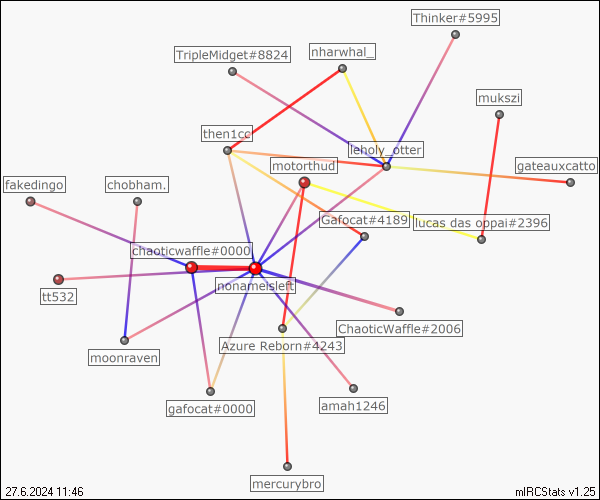 Thinker#5995
TripleMidget#8824
nharwhal_
mukszi
then1cc
leholy_otter
motorthud
gateauxcatto
fakedingo
chobham.
Gafocat#4189
lucas das oppai#2396
chaoticwaffle#0000
nonameisleft
tt532
ChaoticWaffle#2006
Azure Reborn#4243
moonraven
gafocat#0000
amah1246
mercurybro
27.6.2024 11:46
mIRCStats v1.25